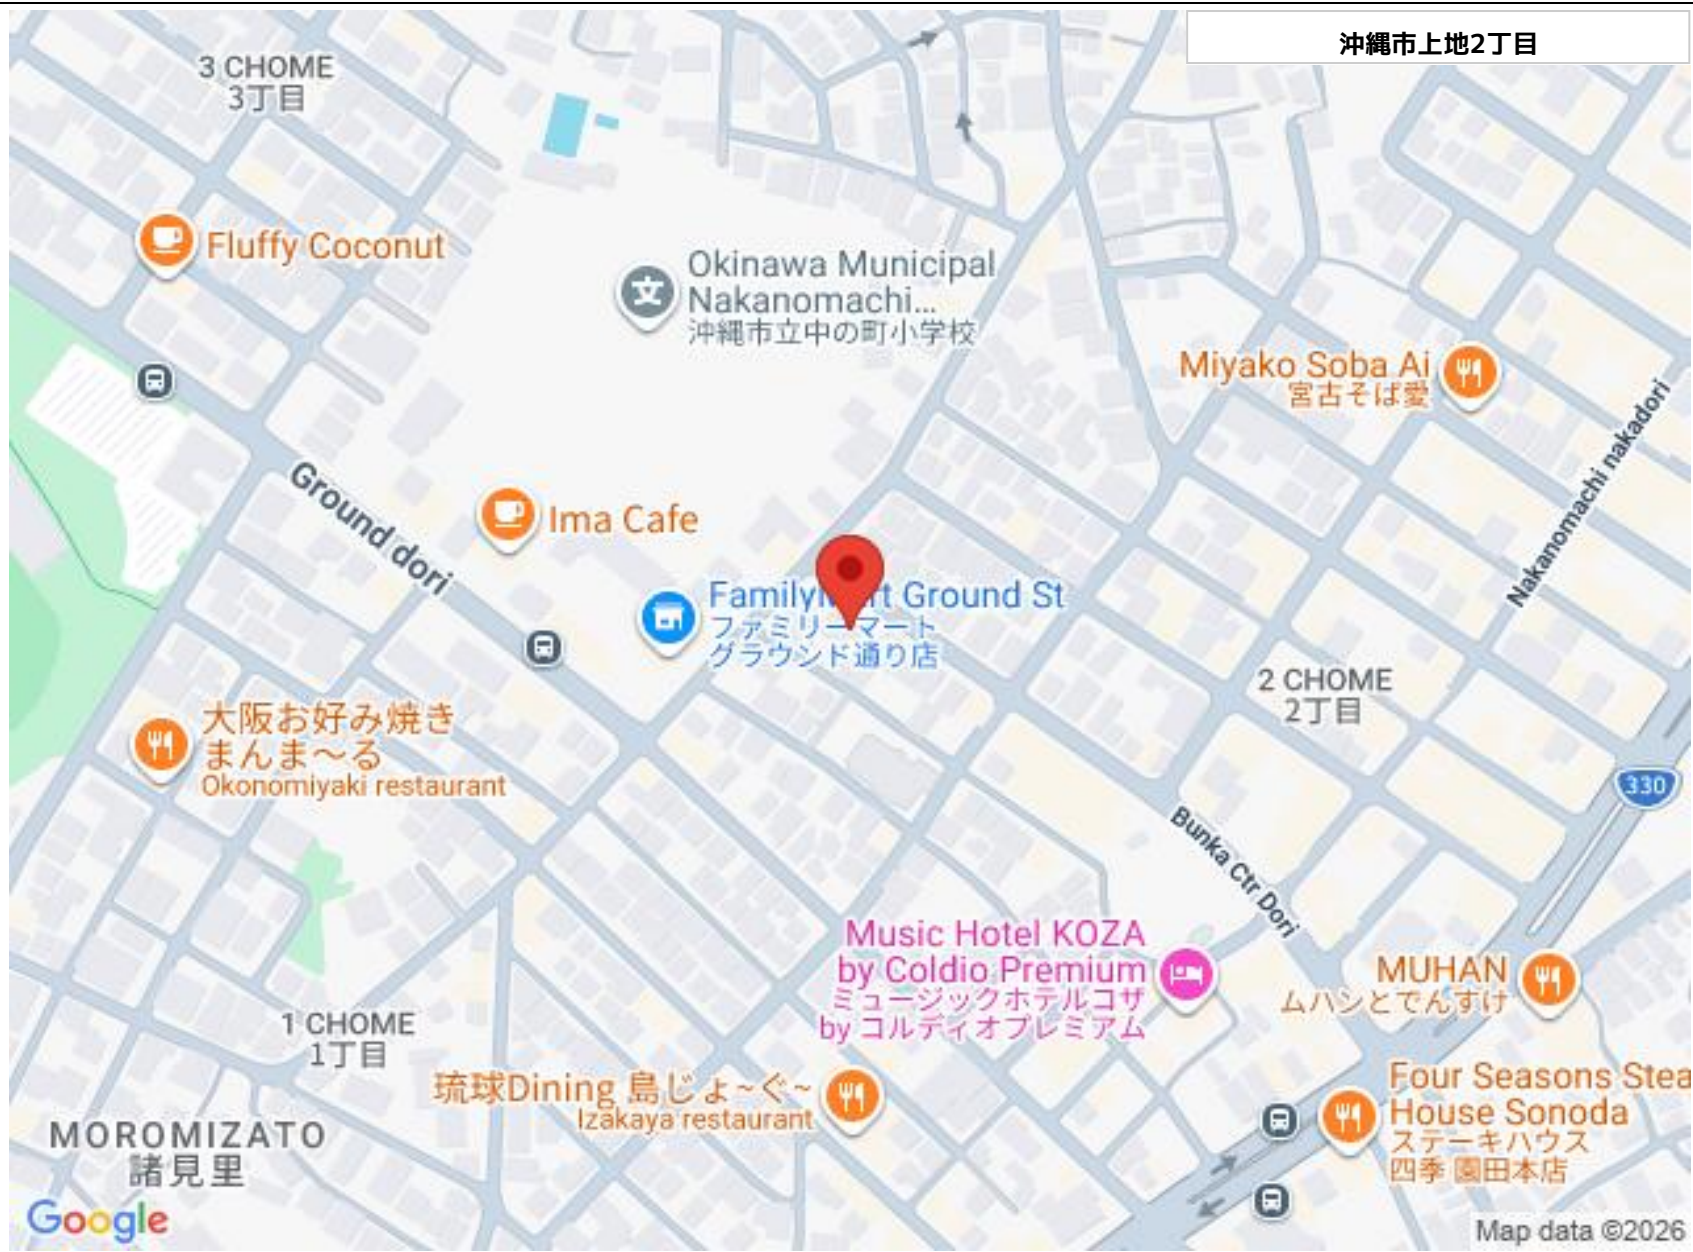 沖縄市上地2丁目
3 CHOME
3丁目
Fluffy Coconut
Okinawa Municipal
Nakanomachi...
沖縄市立中の町小学校
Miyako Soba Ai
宮古そば愛
Nakanomachi nakadori
Ground dori
Ima Cafe
FamilyMart Ground St
ファミリーマート
グラウンド通り店
2 CHOME
2丁目
大阪お好み焼き
まんま～る
Okonomiyaki restaurant
330
Bunka Ctr Dori
Music Hotel KOZA
by Coldio Premium
ミュージックホテルコザ
by コルディオプレミアム
MUHAN
ムハンとでんすけ
1 CHOME
1丁目
琉球Dining 島じょ~ぐ~
Izakaya restaurant
Four Seasons Stea
House Sonoda
ステーキハウス
四季 園田本店
MOROMIZATO
諸見里
Google
Map data ©2026